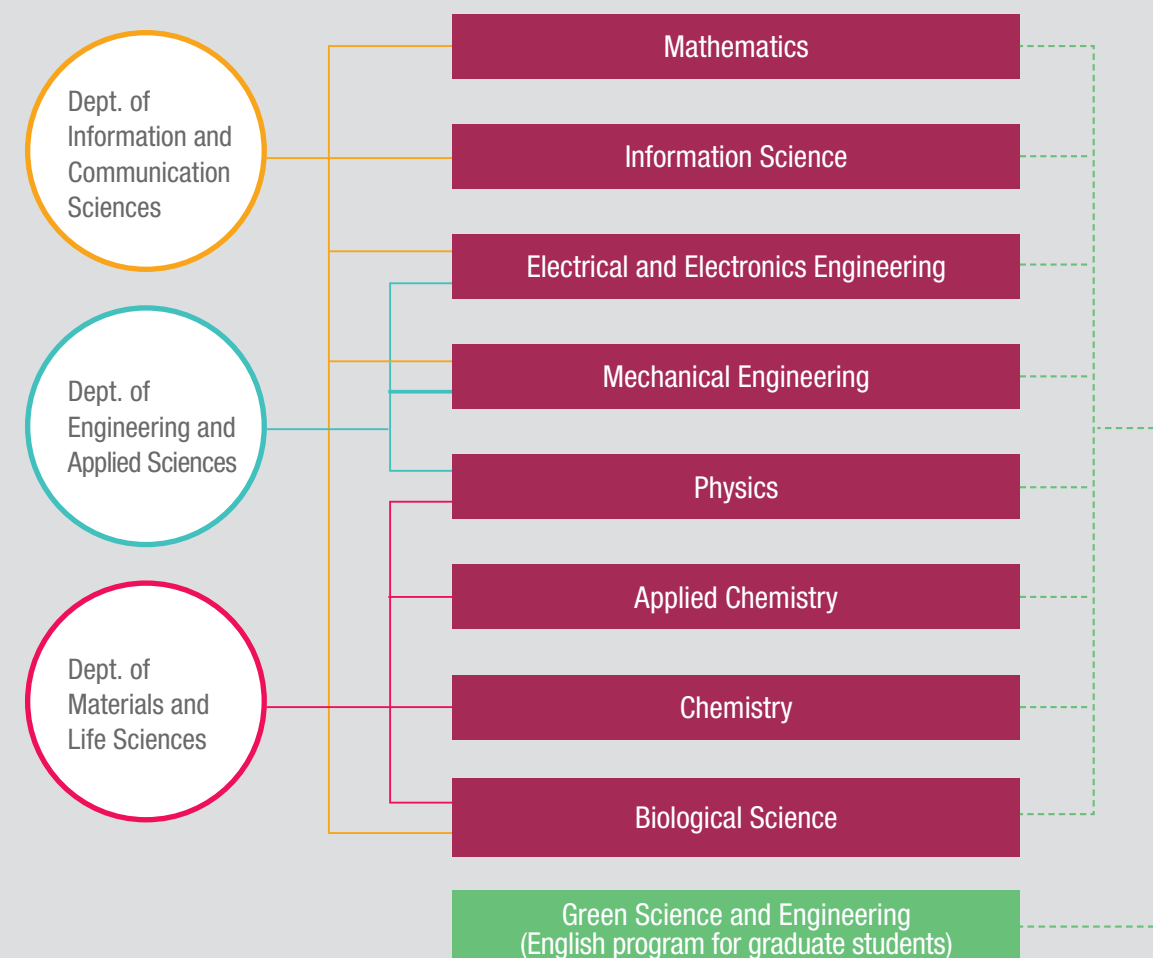 Dept. of
Information and
Communication
Sciences
Dept. of
Engineering and
Applied Sciences
Dept. of
Materials and
Life Sciences
Mathematics
Information Science
Electrical and Electronics Engineering
Mechanical Engineering
Physics
Applied Chemistry
Chemistry
Biological Science
Green Science and Engineering
(English program for graduate students)